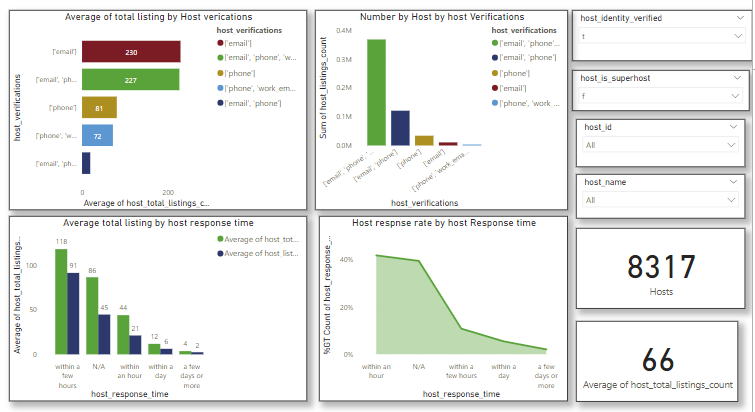 Average of total listing by Host verications
host_verifications
['email']
230
['email', 'ph...
227
['phone']
81
['phone', 'w...
72
['email', 'ph...
0
200
Average of host_total_listings_c...
host_verifications
['email']
['email', 'phone', 'w...
['phone']
['phone', 'work_em...
['email', 'phone']
Number by Host by host Verifications
Sum of host_listings_count
0.4M
0.3M
0.2M
0.1M
0.0M
['email', 'phone', '...
['email', 'phone']
['phone']
['email']
['phone', 'work_ema...
host_verifications
host_verifications
['email', 'phone'...
['email', 'phone']
['phone']
['email']
['phone', 'work_...
host_identity_verified
t
host_is_superhost
f
host_id
All
host_name
All
Average total listing by host response time
Average of host_total_listings...
100
50
0
118
91
86
45
44
21
12
6
4
2
within a few hours
N/A
within an hour
within a day
a few days or more
host_response_time
Average of host_tot...
Average of host_list...
Host respnse rate by host Response time
%GT Count of host_response_...
40%
20%
0%
within an hour
N/A
within a few hours
within a day
a few days or more
host_response_time
8317
Hosts
66
Average of host_total_listings_count